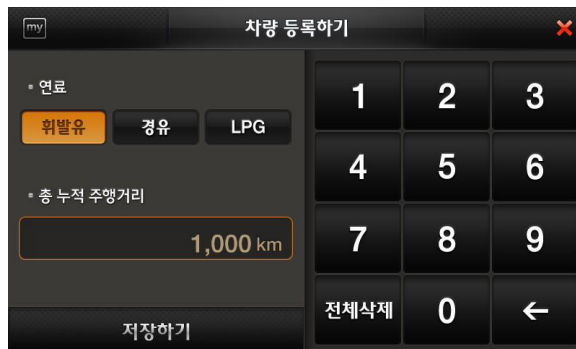 my
차량 등록하기
연료
휘발유 경유 LPG
총 누적 주행거리
1,000 km
저장하기
1 2 3
4 5 6
7 8 9
전체삭제 0 ←